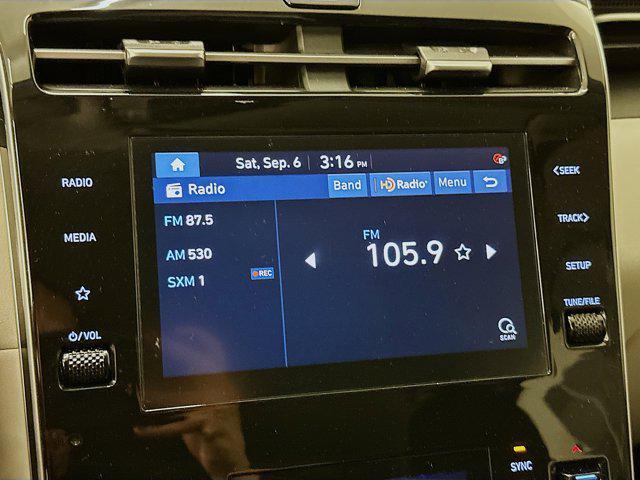 Sat, Sep. 6 3:16 PM
Radio Band HD Radio Menu
RADIO
MEDIA
VOL
FM 87.5
AM 530
SXM 1
REC
FM
105.9
SCAN
SEEK
TRACK
SETUP
TUNE/FILE
SYNC